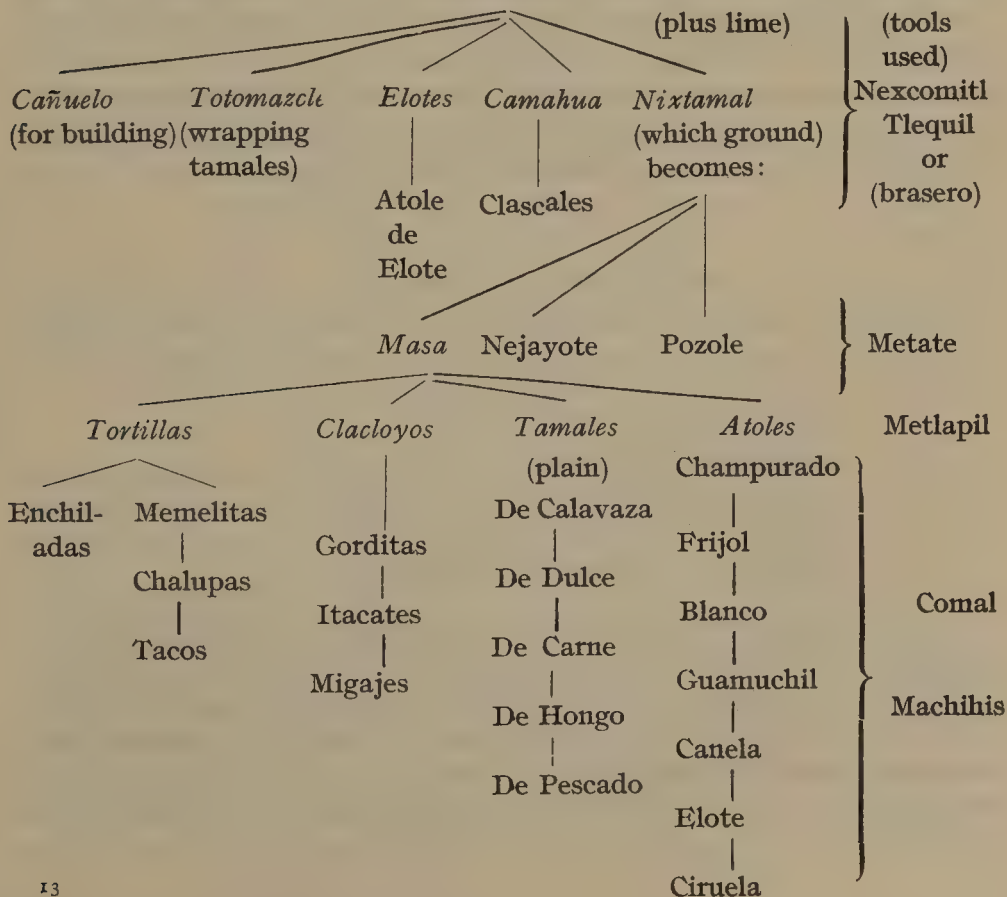 (plus lime)
(tools
used)
Cañuelo
(for building)
Totomazcle
(wrapping
tamales)
Elotes
Camahua
Nixtamal
(which ground)
becomes:
Nexcomitl
Tlequil
or
(brasero)
Atole
de
Elote
Clascales
Masa
Nejayote
Pozole
Metate
Tortillas
Clacloyos
Tamales
(plain)
Atoles
Metlapil
Enchil-
adas
Memelitas
Chalupas
Tacos
Gorditas
Itacates
Migajes
De Calavaza
De Dulce
De Carne
De Hongo
De Pescado
Champurado
Frijol
Blanco
Guamuchil
Canela
Elote
Ciruela
Comal
Machihis
13